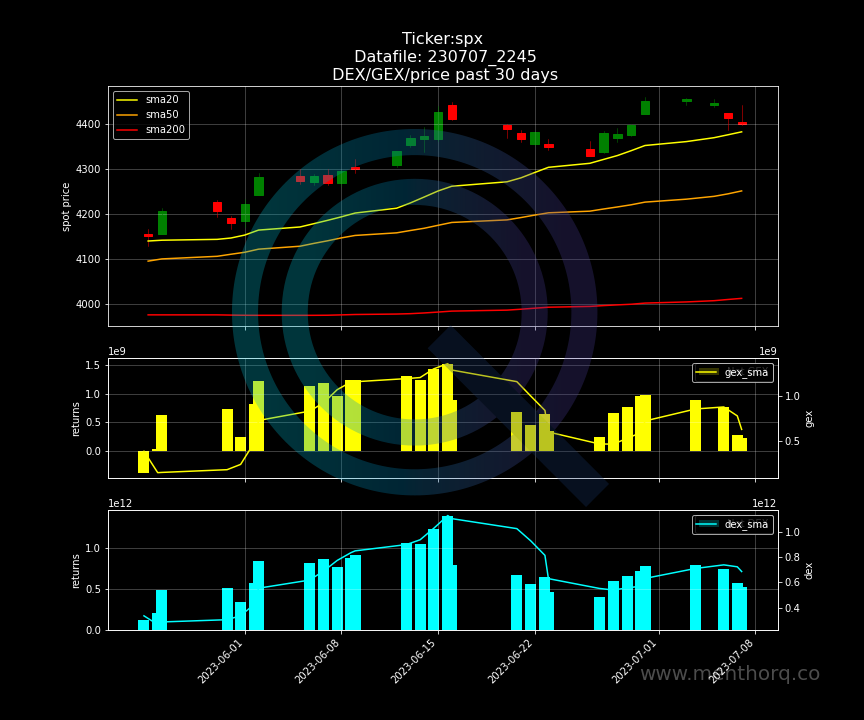 Ticker:spx
Datafile: 230707_2245
DEX/GEX/price past 30 days
sma20
sma50
sma200
spot price
4400
4300
4200
4100
4000
1e9
1e9
gex_sma
returns
1.5
1.0
0.5
0.0
1.0
0.5
gex
1e12
1e12
dex_sma
returns
1.0
0.5
0.0
1.0
0.8
0.6
0.4
dex
2023-06-01
2023-06-08
2023-06-15
2023-06-22
2023-07-01
2023-07-08
www.menthorq.co